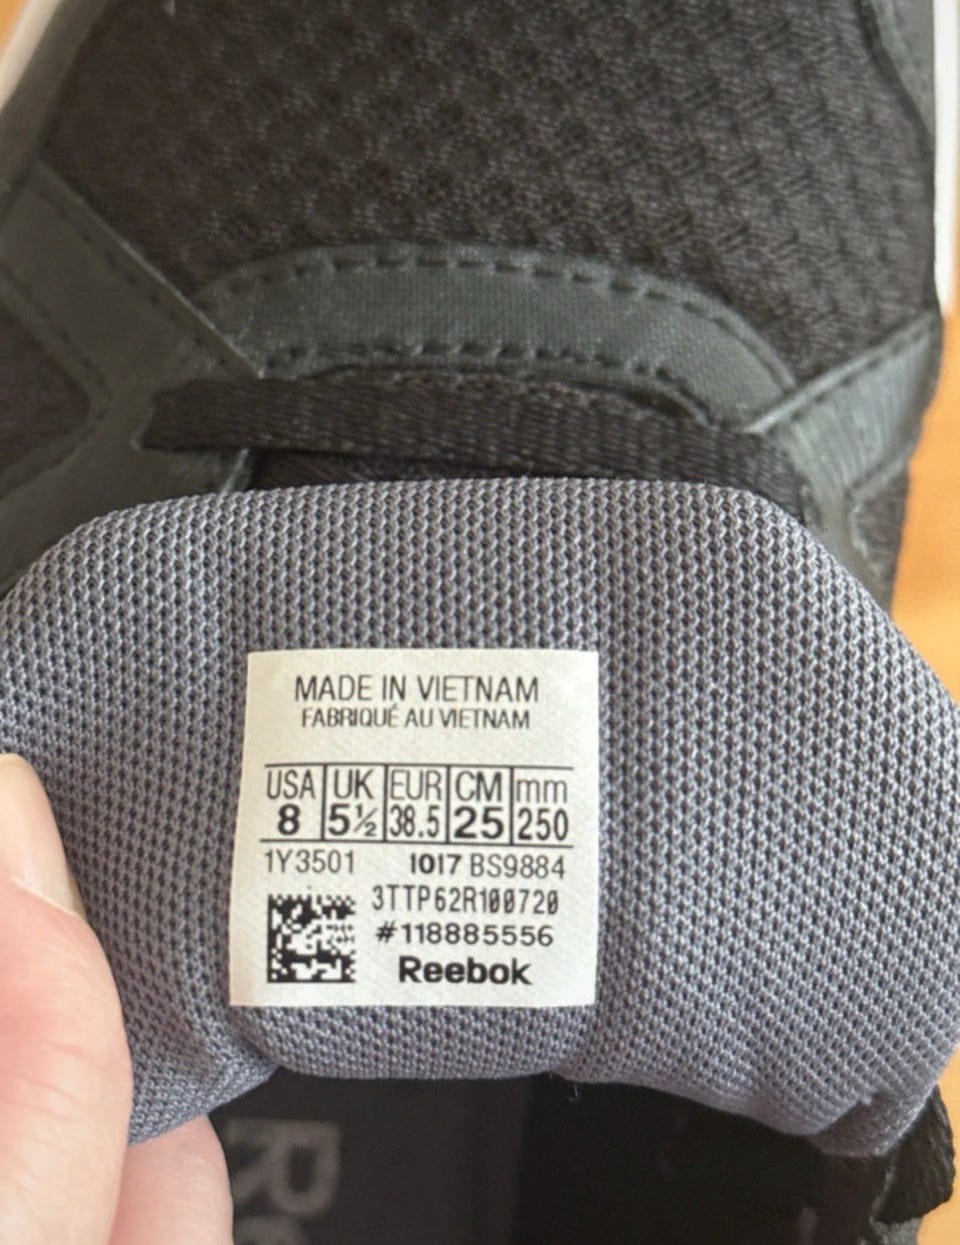 MADE IN VIETNAM
FABRIQUÉ AU VIETNAM
USA UK EUR CM mm
8 5½ 38.5 25 250
1Y3501 1017 BS9884
3TTP62R100720
#118885556
Reebok